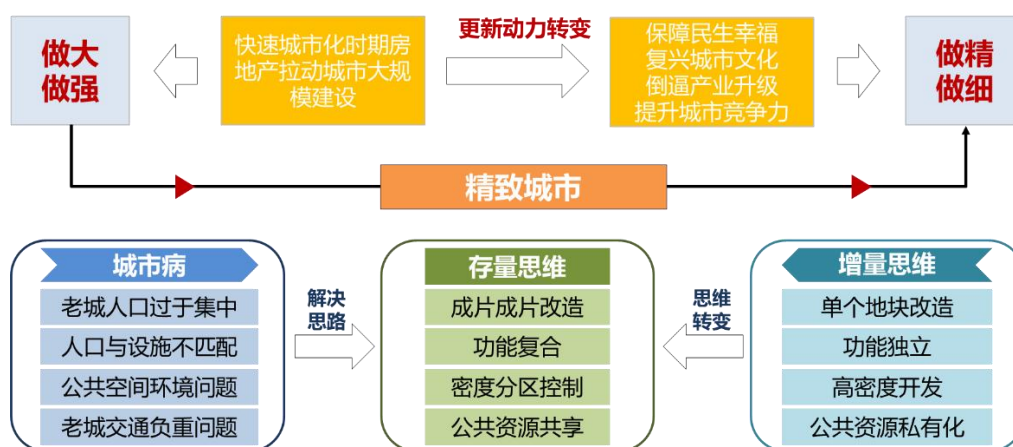 做大
做强
快速城市化时期房
地产拉动城市大规
模建设
更新动力转变
保障民生幸福
复兴城市文化
倒逼产业升级
提升城市竞争力
做精
做细
精致城市
城市病
老城人口过于集中
人口与设施不匹配
公共空间环境问题
老城交通负重问题
解决
思路
存量思维
成片成片改造
功能复合
密度分区控制
公共资源共享
思维
转变
增量思维
单个地块改造
功能独立
高密度开发
公共资源私有化